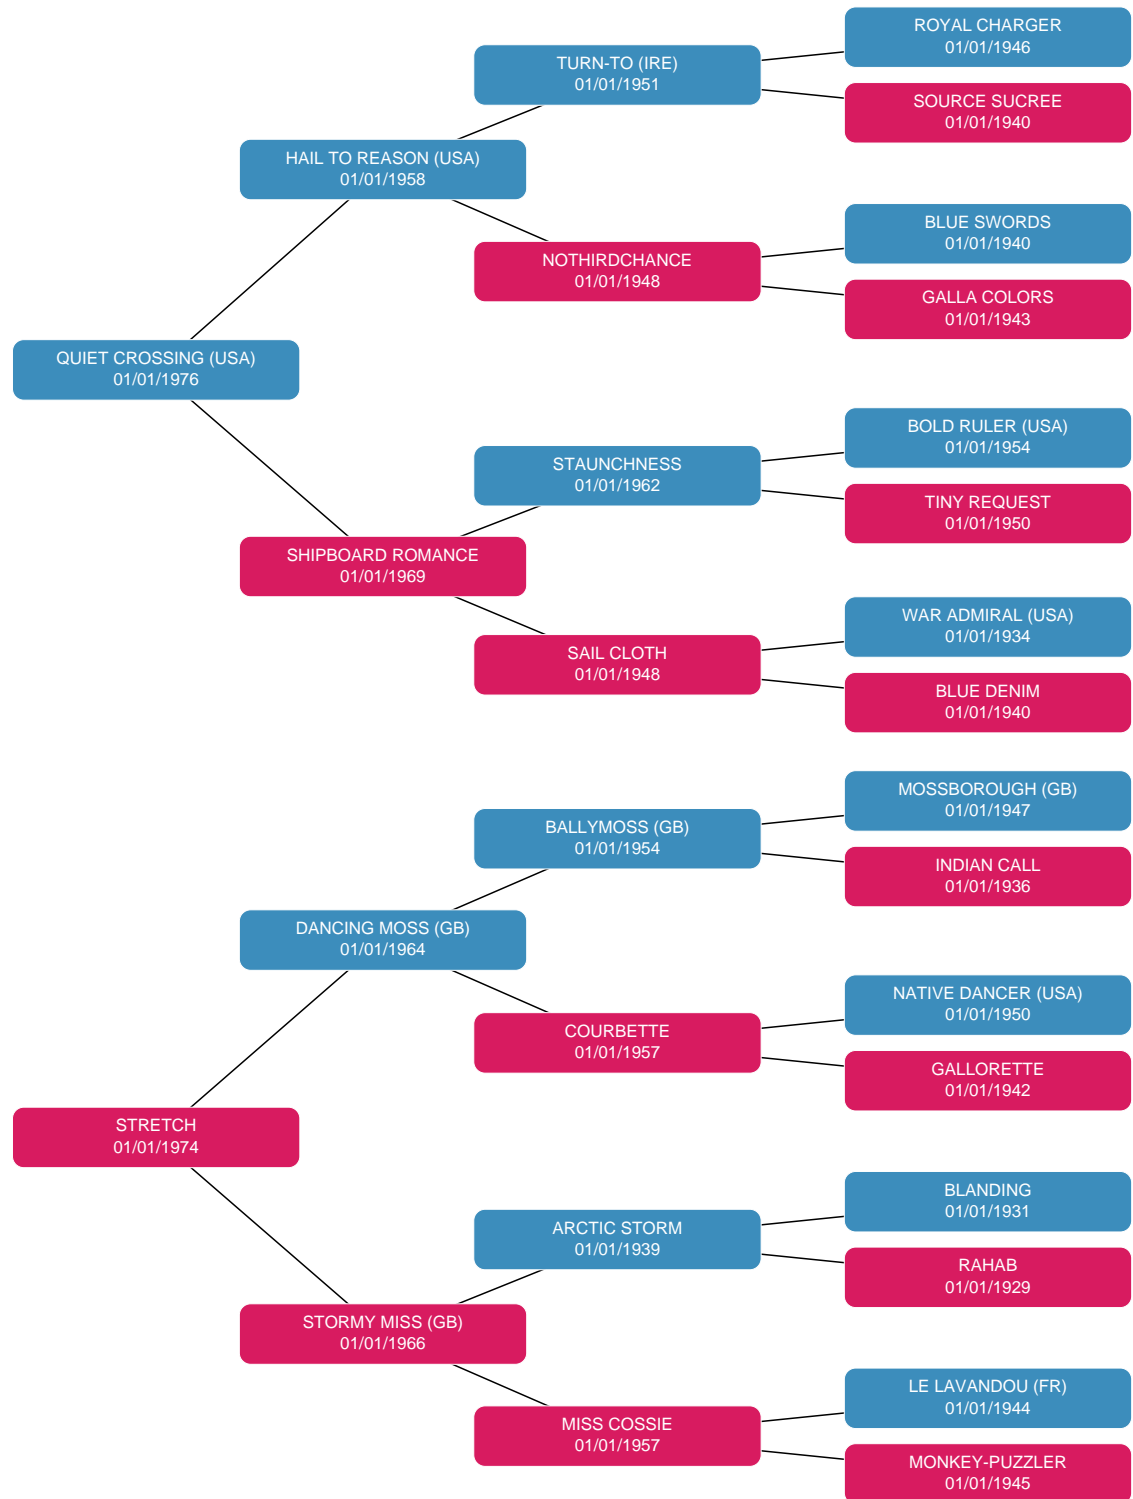 ROYAL CHARGER
01/01/1946
TURN-TO (IRE)
01/01/1951
SOURCE SUCREE
01/01/1940
HAIL TO REASON (USA)
01/01/1958
BLUE SWORDS
01/01/1940
NOTHIRDCHANCE
01/01/1948
GALLA COLORS
01/01/1943
QUIET CROSSING (USA)
01/01/1976
BOLD RULER (USA)
01/01/1954
STAUNCHNESS
01/01/1962
TINY REQUEST
01/01/1950
SHIPBOARD ROMANCE
01/01/1969
WAR ADMIRAL (USA)
01/01/1934
SAIL CLOTH
01/01/1948
BLUE DENIM
01/01/1940
MOSSBOROUGH (GB)
01/01/1947
BALLYMOSS (GB)
01/01/1954
INDIAN CALL
01/01/1936
DANCING MOSS (GB)
01/01/1964
NATIVE DANCER (USA)
01/01/1950
COURBETTE
01/01/1957
GALLORETTE
01/01/1942
STRETCH
01/01/1974
BLANDING
01/01/1931
ARCTIC STORM
01/01/1939
RAHAB
01/01/1929
STORMY MISS (GB)
01/01/1966
LE LAVANDOU (FR)
01/01/1944
MISS COSSIE
01/01/1957
MONKEY-PUZZLER
01/01/1945